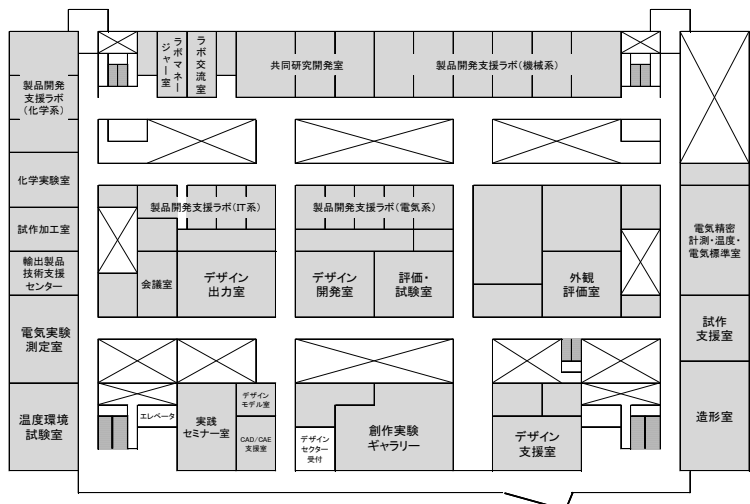 製品開発
支援ラボ
(化学系)
ラボマネー
ジャー室
ラボ交流
室
共同研究開発室
製品開発支援ラボ(機械系)
化学実験室
試作加工室
輸出製品
技術支援
センター
電気実験
測定室
温度環境
試験室
製品開発支援ラボ(IT系)
製品開発支援ラボ(電気系)
会議室
デザイン
出力室
デザイン
開発室
評価・
試験室
外観
評価室
電気精密
計測・温度・
電気標準室
試作
支援室
造形室
エレベータ
実践
セミナー室
デザイン
モデル室
CAD/CAE
支援室
デザイン
セクター
受付
創作実験
ギャラリー
デザイン
支援室